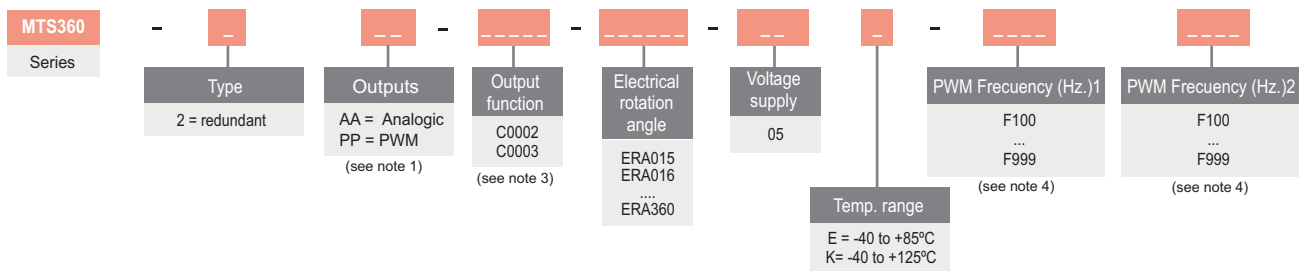 MTS360 - _ _ _ - _ _ _ _ _ - _ _ _ _ _ _ - _ _ _ - _ _ _ _ _ _ _ _
Series
Type
2 = redundant
Outputs
AA = Analogic
PP = PWM
(see note 1)
Output
function
C0002
C0003
(see note 3)
Electrical
rotation
angle
ERA015
ERA016
....
ERA360
Voltage
supply
05
Temp. range
E = -40 to +85ºC
K= -40 to +125ºC
PWM Frecuency (Hz.)1
F100
...
F999
(see note 4)
PWM Frecuency (Hz.)2
F100
...
F999
(see note 4)